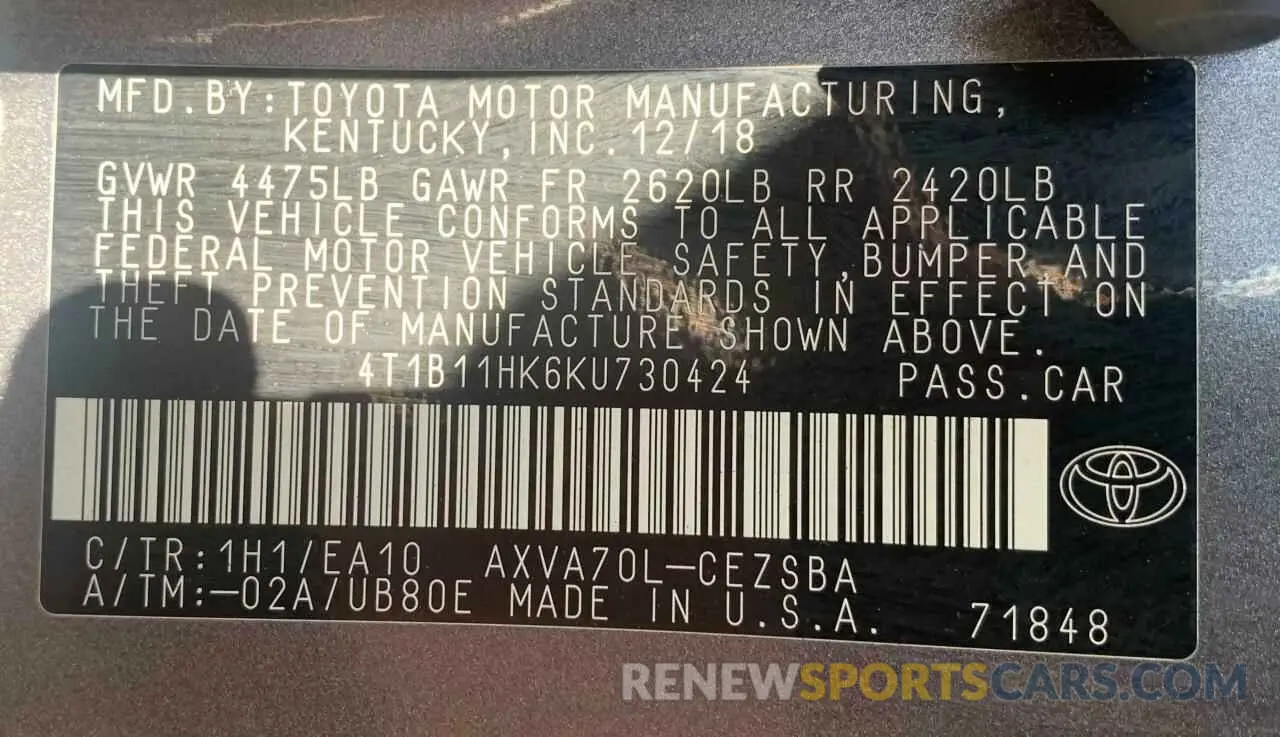 MFD.BY:TOYOTA MOTOR MANUFACTURING,
KENTUCKY,INC.12/18
GVWR 4475LB GAWR FR 2620LB RR 2420LB
THIS VEHICLE CONFORMS TO ALL APPLICABLE
FEDERAL MOTOR VEHICLE SAFETY,BUMPER,AND
THEFT PREVENTION STANDARDS IN EFFECT ON
THE DATE OF MANUFACTURE SHOWN ABOVE.
4T1B11HK6KU730424 PASS.CAR
C/TR:1H1/EA10 AXVA70L-CEZSBA
A/TM:-02A/UB80E MADE IN U.S.A. 71848
RENEWSPORTSCARS.COM